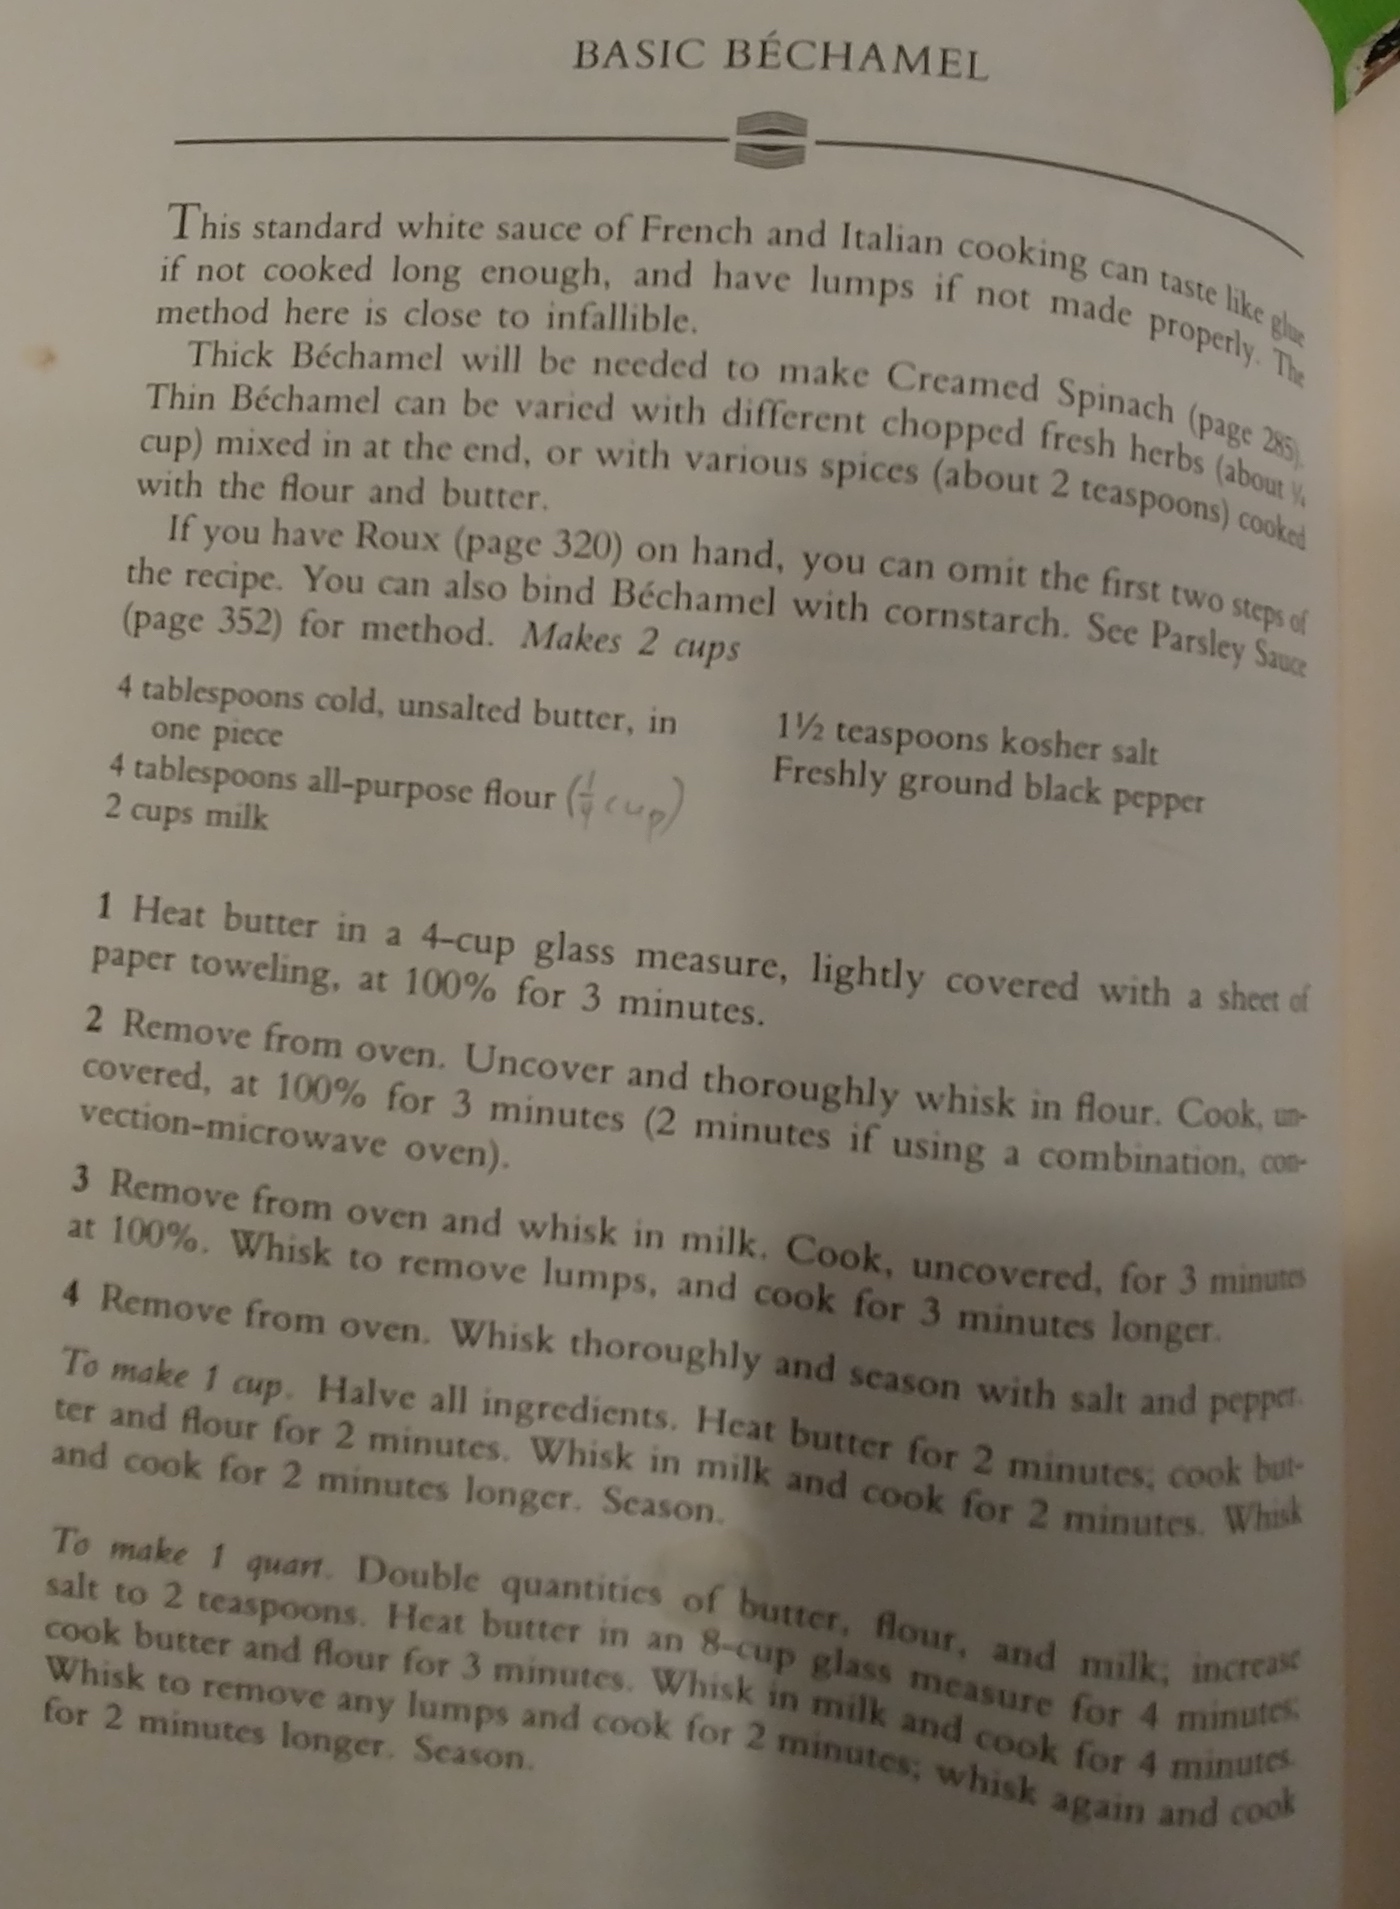 BASIC BÉCHAMEL
This standard white sauce of French and Italian cooking can taste like glue
if not cooked long enough, and have lumps if not made properly. The
method here is close to infallible.
Thick Béchamel will be needed to make Creamed Spinach (page 285).
Thin Béchamel can be varied with different chopped fresh herbs (about ¼
cup) mixed in at the end, or with various spices (about 2 teaspoons) cooked
with the flour and butter.
If you have Roux (page 320) on hand, you can omit the first two steps of
the recipe. You can also bind Béchamel with cornstarch. See Parsley Sauce
(page 352) for method. Makes 2 cups
4 tablespoons cold, unsalted butter, in
one piece
4 tablespoons all-purpose flour (1/4 cup)
2 cups milk
1½ teaspoons kosher salt
Freshly ground black pepper
1 Heat butter in a 4-cup glass measure, lightly covered with a sheet of
paper toweling, at 100% for 3 minutes.
2 Remove from oven. Uncover and thoroughly whisk in flour. Cook, un-
covered, at 100% for 3 minutes (2 minutes if using a combination, con-
vection-microwave oven).
3 Remove from oven and whisk in milk. Cook, uncovered, for 3 minutes
at 100%. Whisk to remove lumps, and cook for 3 minutes longer.
4 Remove from oven. Whisk thoroughly and season with salt and pepper.
To make 1 cup. Halve all ingredients. Heat butter for 2 minutes; cook but-
ter and flour for 2 minutes. Whisk in milk and cook for 2 minutes. Whisk
and cook for 2 minutes longer. Season.
To make 1 quart. Double quantities of butter, flour, and milk; increase
salt to 2 teaspoons. Heat butter in an 8-cup glass measure for 4 minutes;
cook butter and flour for 3 minutes. Whisk in milk and cook for 4 minutes.
Whisk to remove any lumps and cook for 2 minutes; whisk again and cook
for 2 minutes longer. Season.